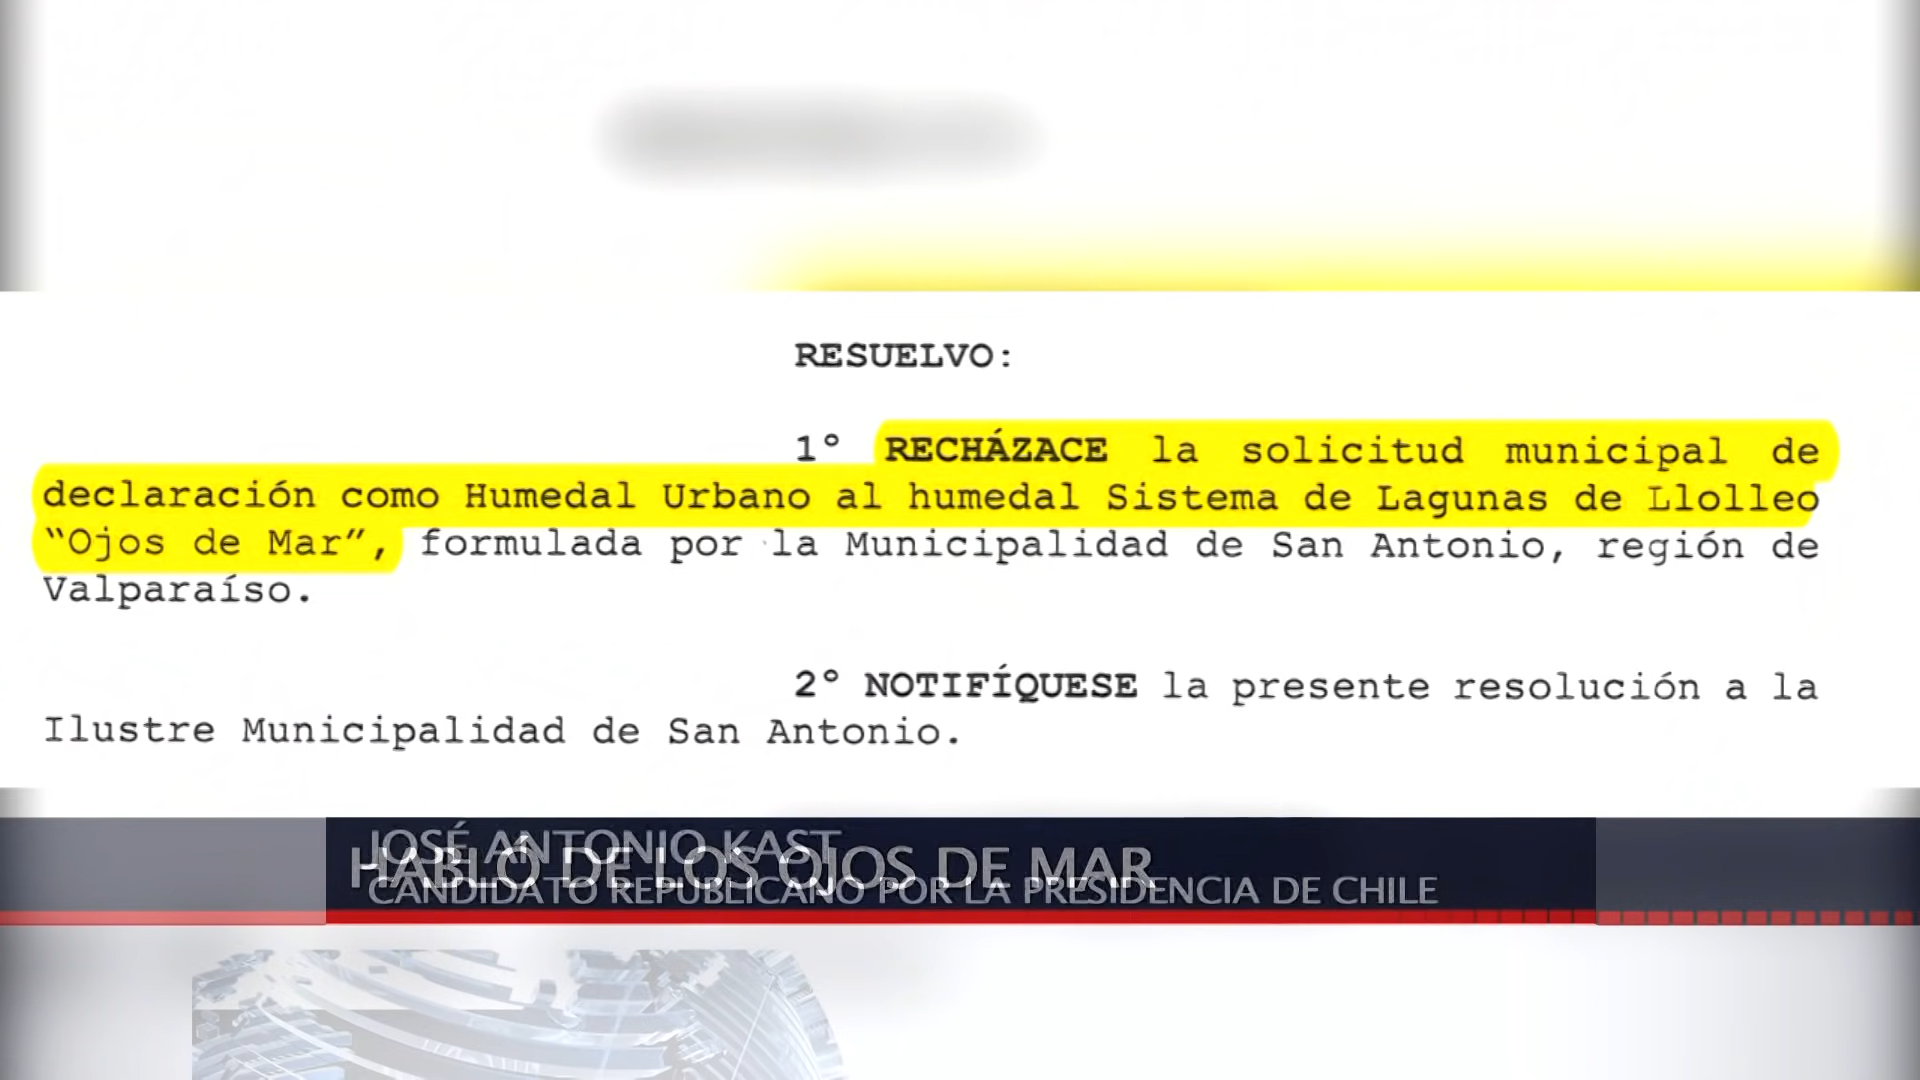 RESUELVO:
1° RECHÁZACE la solicitud municipal de
declaración como Humedal Urbano al humedal Sistema de Lagunas de Llolleo
“Ojos de Mar”, formulada por la Municipalidad de San Antonio, región de
Valparaíso.
2° NOTIFÍQUESE la presente resolución a la
Ilustre Municipalidad de San Antonio.
JOSÉ ANTONIO KAST
HABLÓ DE LOS OJOS DE MAR
CANDIDATO REPUBLICANO POR LA PRESIDENCIA DE CHILE